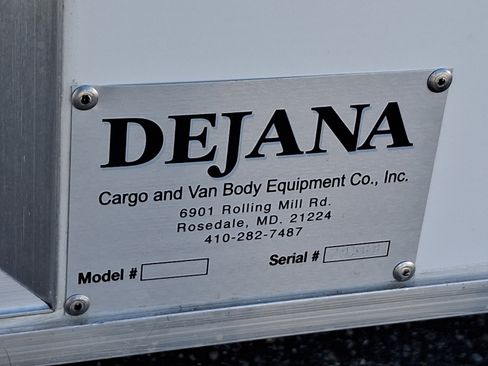 DEJANA
Cargo and Van Body Equipment Co., Inc.
6901 Rolling Mill Rd.
Rosedale, MD. 21224
410-282-7487
Model #
Serial #